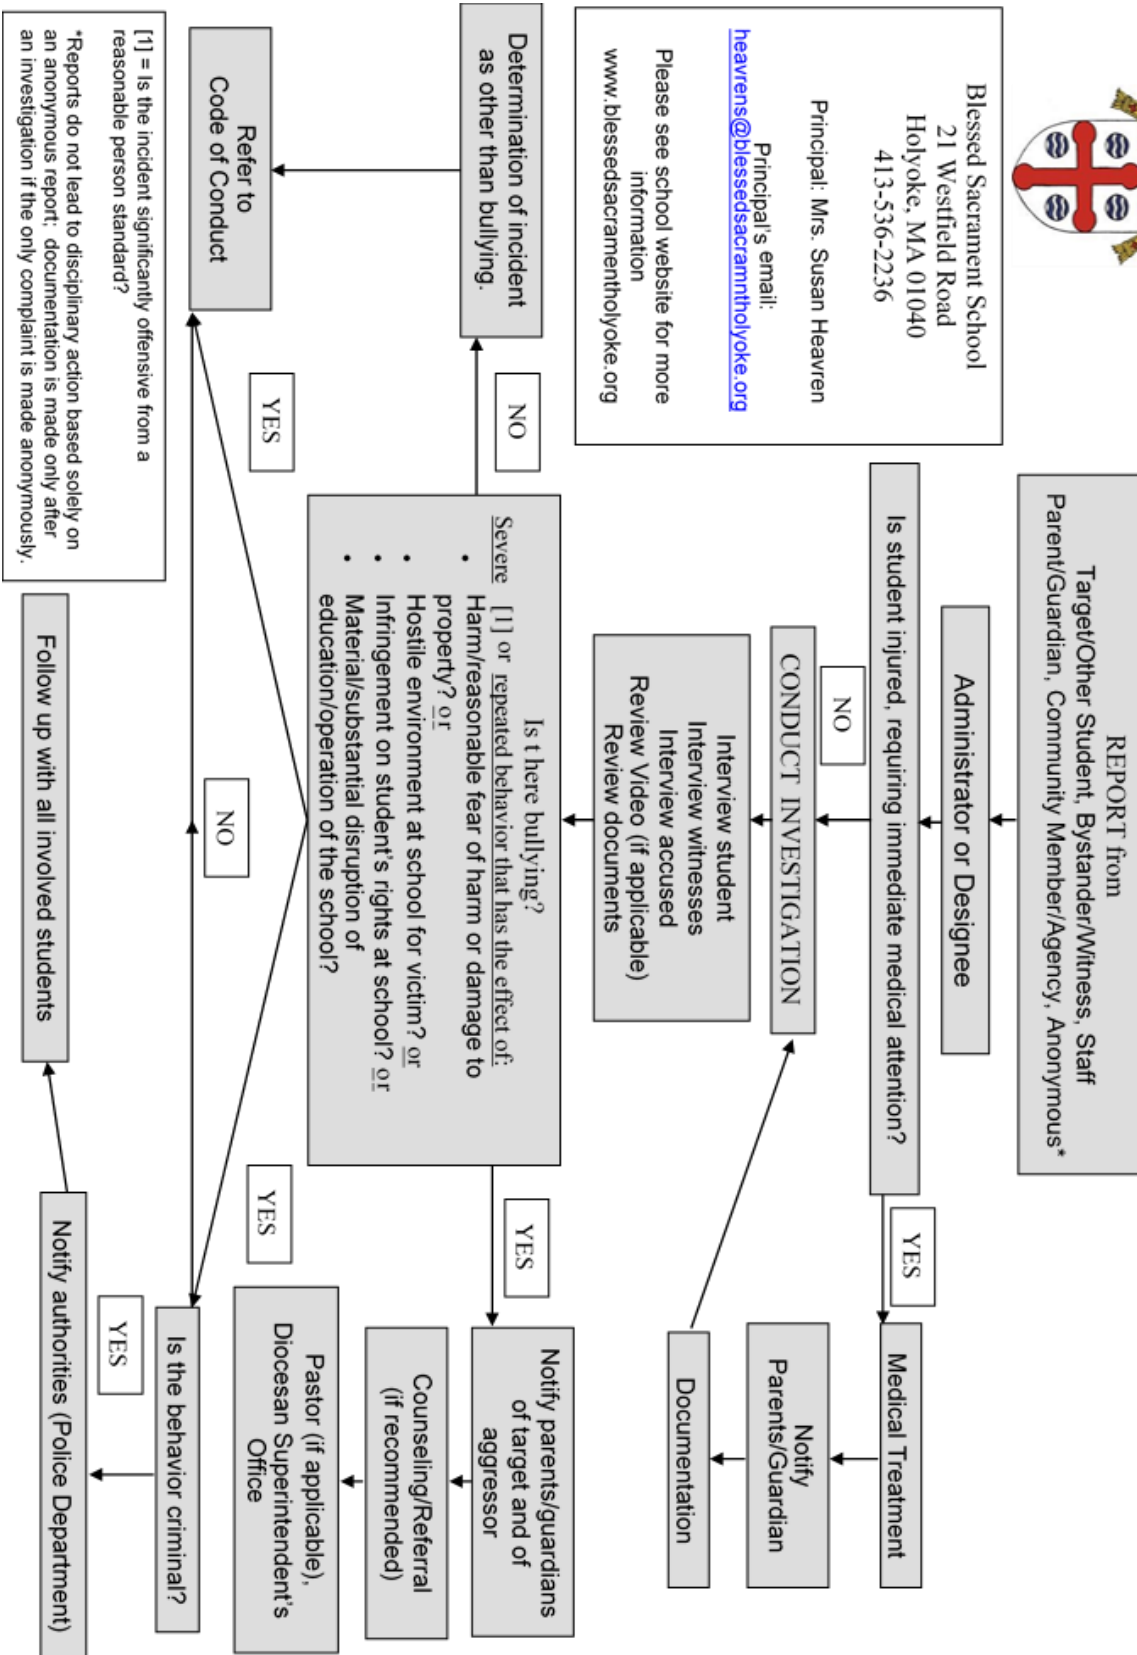 Blessed Sacrament School
21 Westfield Road
Holyoke, MA 01040
413-536-2236
Principal: Mrs. Susan Heavren
Principal's email:
heavrens@blessedsacramntholyoke.org
Please see school website for more
information
www.blessedsacramentholyoke.org
REPORT from
Target/Other Student, Bystander/Witness, Staff
Parent/Guardian, Community Member/Agency, Anonymous*
Administrator or Designee
Is student injured, requiring immediate medical attention?
YES
Medical Treatment
Notify
Parents/Guardian
Documentation
NO
CONDUCT INVESTIGATION
Interview student
Interview witnesses
Interview accused
Review Video (if applicable)
Review documents
Is t here bullying?
Severe [1] or repeated behavior that has the effect of:
• Harm/reasonable fear of harm or damage to
property? or
• Hostile environment at school for victim? or
• Infringement on student's rights at school? or
• Material/substantial disruption of
education/operation of the school?
NO
Determination of incident
as other than bullying.
Refer to
Code of Conduct
YES
YES
Notify parents/guardians
of target and of
aggressor
Counseling/Referral
(if recommended)
Pastor (if applicable),
Diocesan Superintendent's
Office
YES
NO
Is the behavior criminal?
YES
Notify authorities (Police Department)
Follow up with all involved students
[1] = Is the incident significantly offensive from a
reasonable person standard?
*Reports do not lead to disciplinary action based solely on
an anonymous report; documentation is made only after
an investigation if the only complaint is made anonymously.